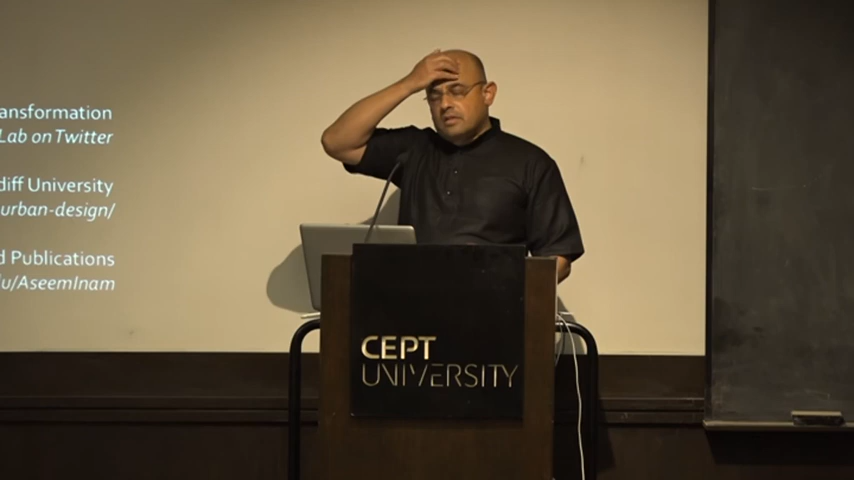 ansformation
Lab on Twitter
diff University
urban-design/
d Publications
u/AseemInam
CEPT
UNIVERSITY